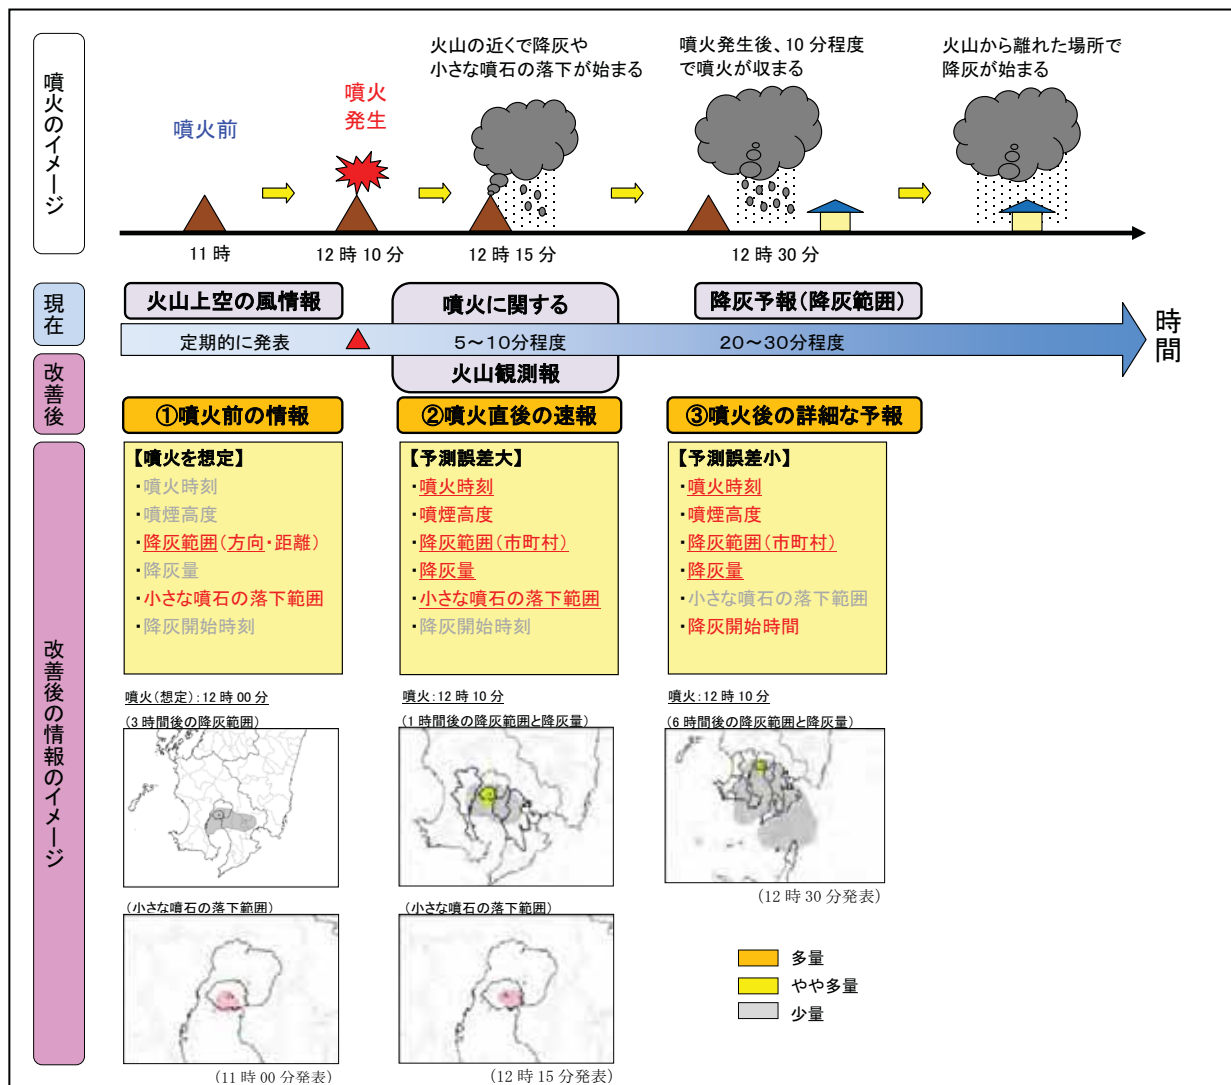 噴火のイメージ
噴火前
噴火
発生
火山の近くで降灰や
小さな噴石の落下が始まる
噴火発生後、10分程度
で噴火が収まる
火山から離れた場所で
降灰が始まる
11時
12時10分
12時15分
12時30分
現在
火山上空の風情報
噴火に関する
火山観測報
降灰予報(降灰範囲)
定期的に発表
5~10分程度
20~30分程度
時間
改善後
①噴火前の情報
②噴火直後の速報
③噴火後の詳細な予報
改善後の情報のイメージ
【噴火を想定】
・噴火時刻
・噴煙高度
・降灰範囲(方向・距離)
・降灰量
・小さな噴石の落下範囲
・降灰開始時刻
【予測誤差大】
・噴火時刻
・噴煙高度
・降灰範囲(市町村)
・降灰量
・小さな噴石の落下範囲
・降灰開始時刻
【予測誤差小】
・噴火時刻
・噴煙高度
・降灰範囲(市町村)
・降灰量
・小さな噴石の落下範囲
・降灰開始時間
噴火(想定):12時00分
(3時間後の降灰範囲)
(小さな噴石の落下範囲)
(11時00分発表)
噴火:12時10分
(1時間後の降灰範囲と降灰量)
(小さな噴石の落下範囲)
(12時15分発表)
噴火:12時10分
(6時間後の降灰範囲と降灰量)
(12時30分発表)
多量
やや多量
少量